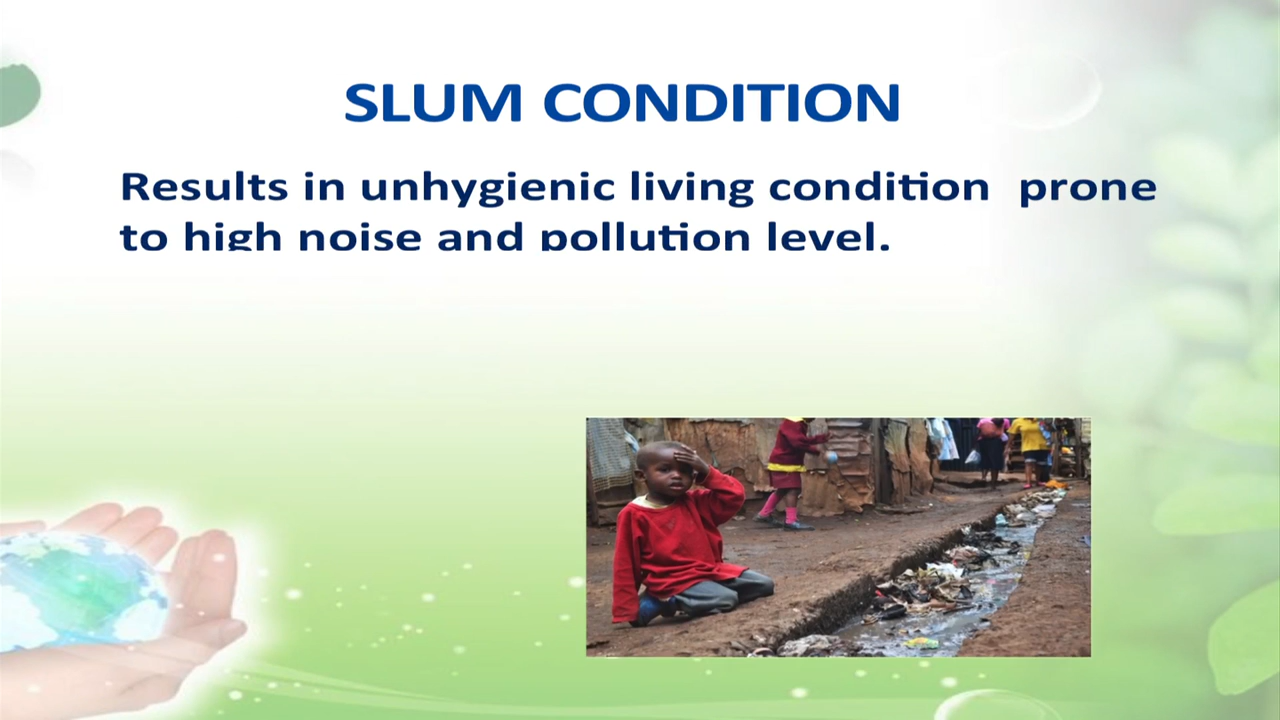 SLUM CONDITION
Results in unhygienic living condition  prone
to high noise and pollution level.